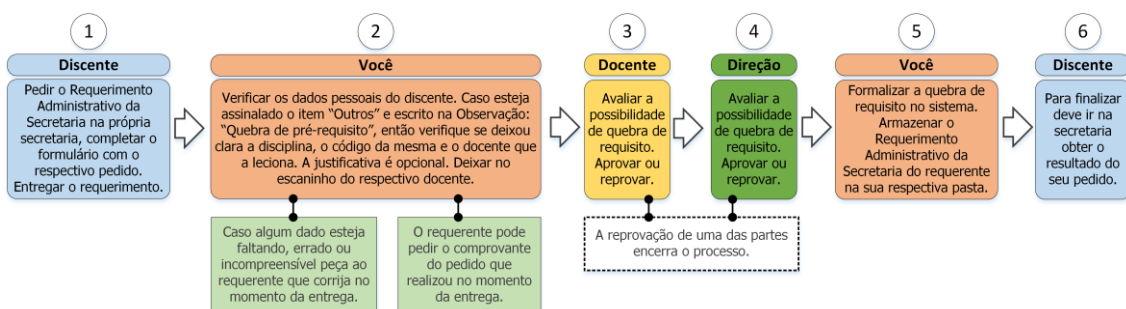 1
Discente
Pedir o Requerimento
Administrativo da
Secretaria na própria
secretaria, completar o
formulário com o
respectivo pedido.
Entregar o requerimento.
2
Você
Verificar os dados pessoais do discente. Caso esteja
assinalado o item "Outros" e escrito na Observação:
"Quebra de pré-requisito", então verifique se deixou
clara a disciplina, o código da mesma e o docente que
a leciona. A justificativa é opcional. Deixar no
escaninho do respectivo docente.
Caso algum dado esteja
faltando, errado ou
incompreensível peça ao
requerente que corrija no
momento da entrega.
O requerente pode
pedir o comprovante
do pedido que
realizou no momento
da entrega.
3
Docente
Avaliar a
possibilidade
de quebra de
requisito.
Aprovar ou
reprovar.
4
Direção
Avaliar a
possibilidade
de quebra de
requisito.
Aprovar ou
reprovar.
A reprovação de uma das partes
encerra o processo.
5
Você
Formalizar a quebra de
requisito no sistema.
Armazenar o
Requerimento
Administrativo da
Secretaria do requerente
na sua respectiva pasta.
6
Discente
Para finalizar
deve ir na
secretaria
obter o
resultado do
seu pedido.